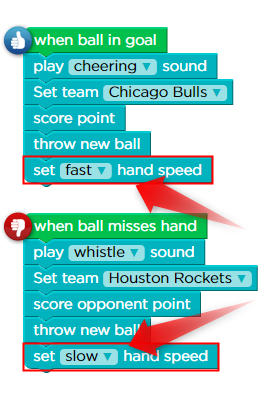 when ball in goal
play cheering ▼ sound
Set team Chicago Bulls ▼
score point
throw new ball
set fast ▼ hand speed
when ball misses hand
play whistle ▼ sound
Set team Houston Rockets ▼
score opponent point
throw new ball
set slow ▼ hand speed